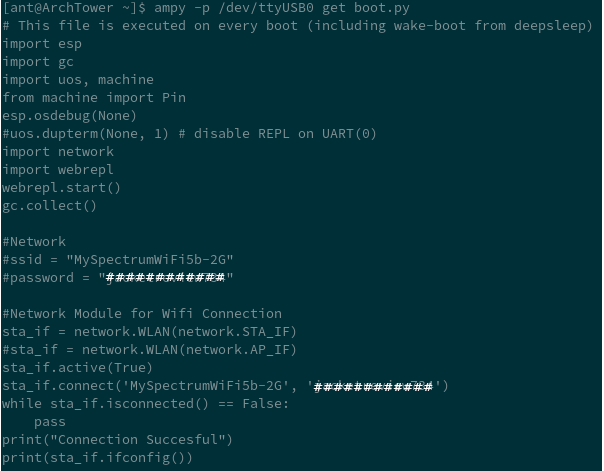 [ant@ArchTower ~]$ ampy -p /dev/ttyUSB0 get boot.py
# This file is executed on every boot (including wake-boot from deepsleep)
import esp
import gc
import uos, machine
from machine import Pin
esp.osdebug(None)
#uos.dupterm(None, 1) # disable REPL on UART(0)
import network
import webrepl
webrepl.start()
gc.collect()

#Network
#ssid = "MySpectrumWiFi5b-2G"
#password = "############"

#Network Module for Wifi Connection
sta_if = network.WLAN(network.STA_IF)
#sta_if = network.WLAN(network.AP_IF)
sta_if.active(True)
sta_if.connect('MySpectrumWiFi5b-2G', '############')
while sta_if.isconnected() == False:
    pass
print("Connection Succesful")
print(sta_if.ifconfig())